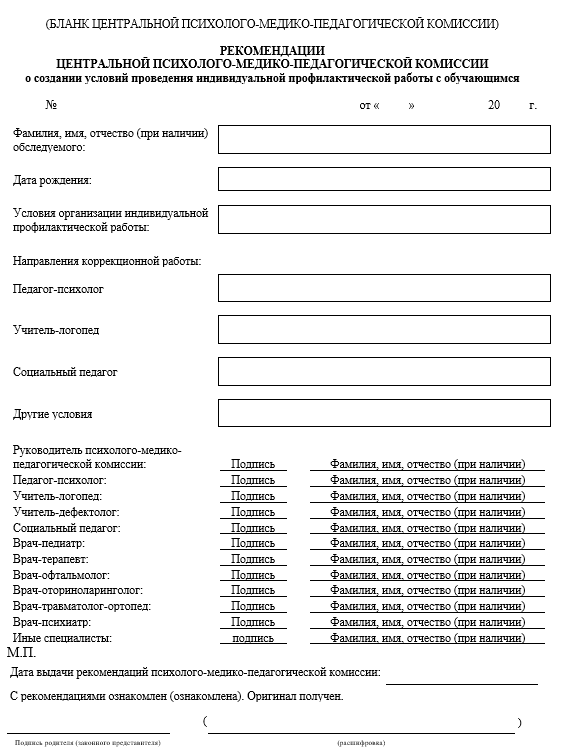 (БЛАНК ЦЕНТРАЛЬНОЙ ПСИХОЛОГО-МЕДИКО-ПЕДАГОГИЧЕСКОЙ КОМИССИИ)
РЕКОМЕНДАЦИИ
ЦЕНТРАЛЬНОЙ ПСИХОЛОГО-МЕДИКО-ПЕДАГОГИЧЕСКОЙ КОМИССИИ
о создании условий проведения индивидуальной профилактической работы с обучающимся
№ от « » 20 г.
Фамилия, имя, отчество (при наличии)
обследуемого:
Дата рождения:
Условия организации индивидуальной
профилактической работы:
Направления коррекционной работы:
Педагог-психолог
Учитель-логопед
Социальный педагог
Другие условия
Руководитель психолого-медико-
педагогической комиссии: Подпись Фамилия, имя, отчество (при наличии)
Педагог-психолог: Подпись Фамилия, имя, отчество (при наличии)
Учитель-логопед: Подпись Фамилия, имя, отчество (при наличии)
Учитель-дефектолог: Подпись Фамилия, имя, отчество (при наличии)
Социальный педагог: Подпись Фамилия, имя, отчество (при наличии)
Врач-педиатр: Подпись Фамилия, имя, отчество (при наличии)
Врач-терапевт: Подпись Фамилия, имя, отчество (при наличии)
Врач-офтальмолог: Подпись Фамилия, имя, отчество (при наличии)
Врач-оториноларинголог: Подпись Фамилия, имя, отчество (при наличии)
Врач-травматолог-ортопед: Подпись Фамилия, имя, отчество (при наличии)
Врач-психиатр: Подпись Фамилия, имя, отчество (при наличии)
Иные специалисты: подпись Фамилия, имя, отчество (при наличии)
М.П.
Дата выдачи рекомендаций психолого-медико-педагогической комиссии:
С рекомендациями ознакомлен (ознакомлена). Оригинал получен.
( )
Подпись родителя (законного представителя) (расшифровка)